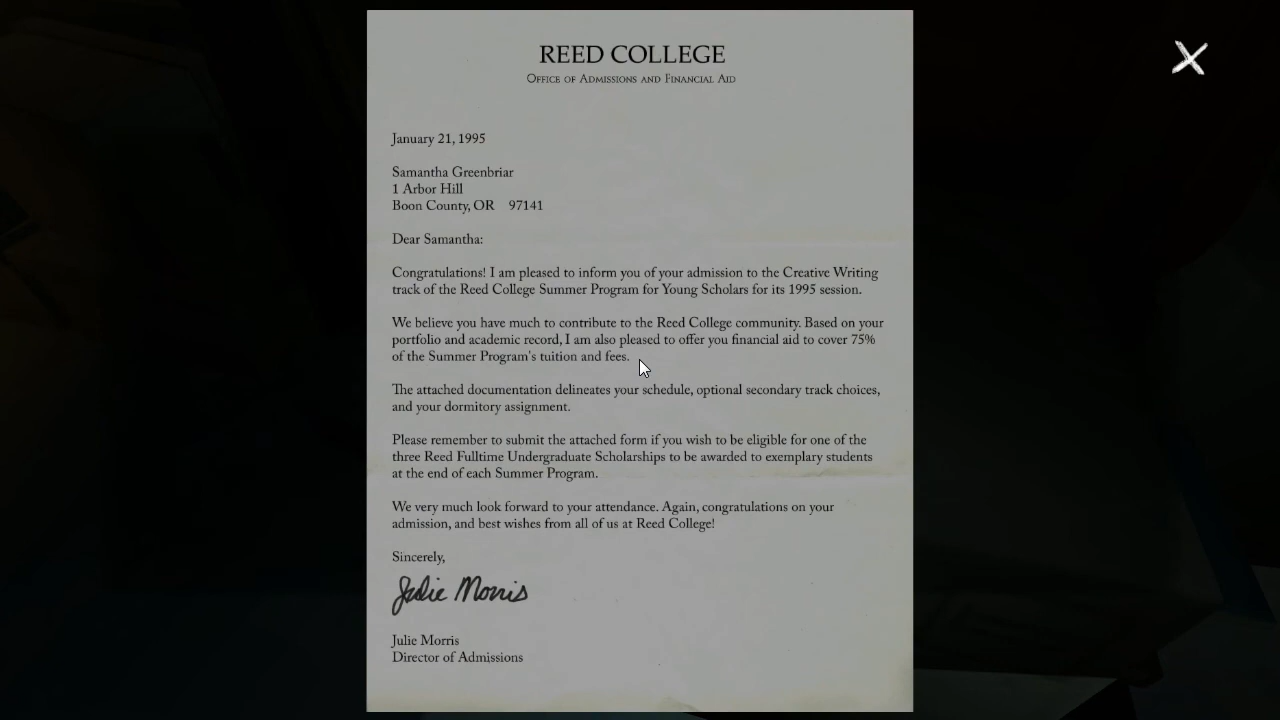 REED COLLEGE
Office of Admissions and Financial Aid
January 21, 1995
Samantha Greenbriar
1 Arbor Hill
Boon County, OR 97141
Dear Samantha:
Congratulations! I am pleased to inform you of your admission to the Creative Writing
track of the Reed College Summer Program for Young Scholars for its 1995 session.
We believe you have much to contribute to the Reed College community. Based on your
portfolio and academic record, I am also pleased to offer you financial aid to cover 75%
of the Summer Program's tuition and fees.
The attached documentation delineates your schedule, optional secondary track choices,
and your dormitory assignment.
Please remember to submit the attached form if you wish to be eligible for one of the
three Reed Fulltime Undergraduate Scholarships to be awarded to exemplary students
at the end of each Summer Program.
We very much look forward to your attendance. Again, congratulations on your
admission, and best wishes from all of us at Reed College!
Sincerely,
Julie Morris
Julie Morris
Director of Admissions